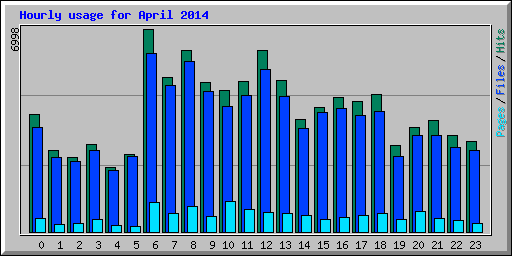 Hourly usage for April 2014
6998
Pages/Files/Hits
0 1 2 3 4 5 6 7 8 9 10 11 12 13 14 15 16 17 18 19 20 21 22 23